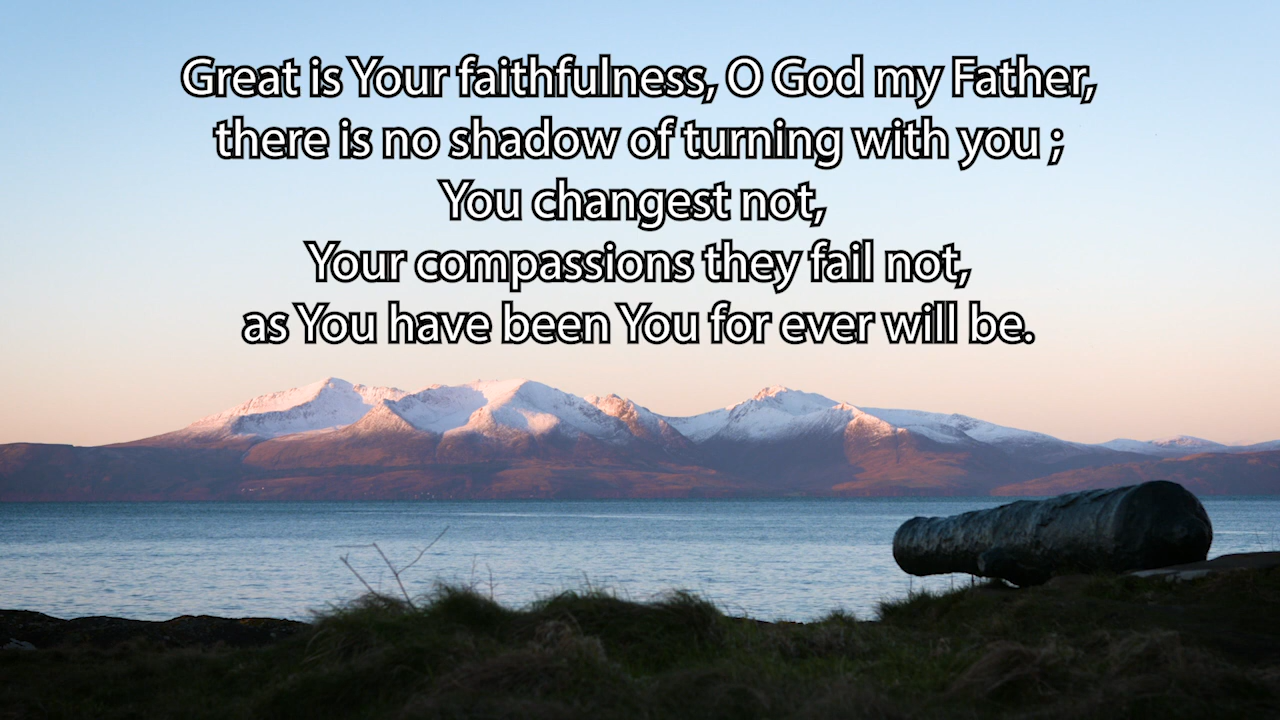 Great is Your faithfulness, O God my Father,
there is no shadow of turning with you ;
You changest not,
Your compassions they fail not,
as You have been You for ever will be.